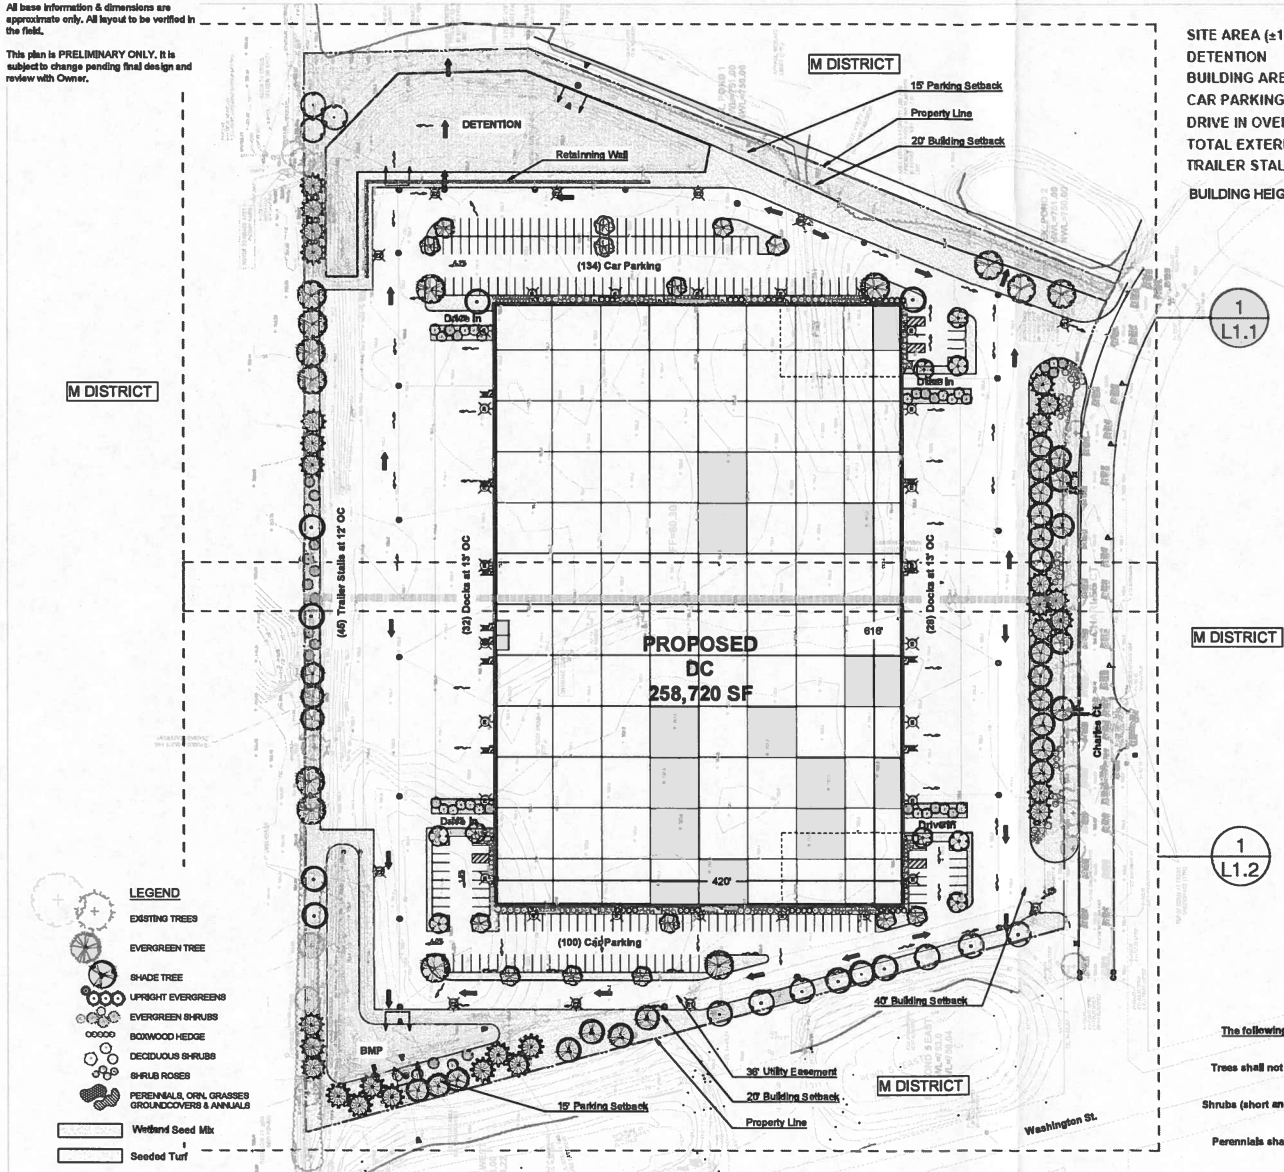 All base information & dimensions are
approximate only. All layout to be verified in
the field.
This plan is PRELIMINARY ONLY. It is
subject to change pending final design and
review with Owner.
SITE AREA (±1
DETENTION
BUILDING ARE
CAR PARKING
DRIVE IN OVE
TOTAL EXTERI
TRAILER STAL
BUILDING HEIG
M DISTRICT
15' Parking Setback
Property Line
20' Building Setback
DETENTION
Retainning Wall
(134) Car Parking
Drive In
Drive In
1
L1.1
M DISTRICT
(45) Trailer Stalls at 12' OC
(32) Docks at 13' OC
(28) Docks at 13' OC
616'
PROPOSED
DC
258,720 SF
M DISTRICT
Charles Ct.
Drive In
Drive In
420'
1
L1.2
(100) Car Parking
40' Building Setback
BMP
36' Utility Easement
20' Building Setback
15' Parking Setback
Property Line
M DISTRICT
Washington St.
LEGEND
EXISTING TREES
EVERGREEN TREE
SHADE TREE
UPRIGHT EVERGREENS
EVERGREEN SHRUBS
BOXWOOD HEDGE
DECIDUOUS SHRUBS
SHRUB ROSES
PERENNIALS, ORN. GRASSES
GROUNDCOVERS & ANNUALS
Wetland Seed Mix
Seeded Turf
The following
Trees shall not
Shrubs (short an
Perennials sha